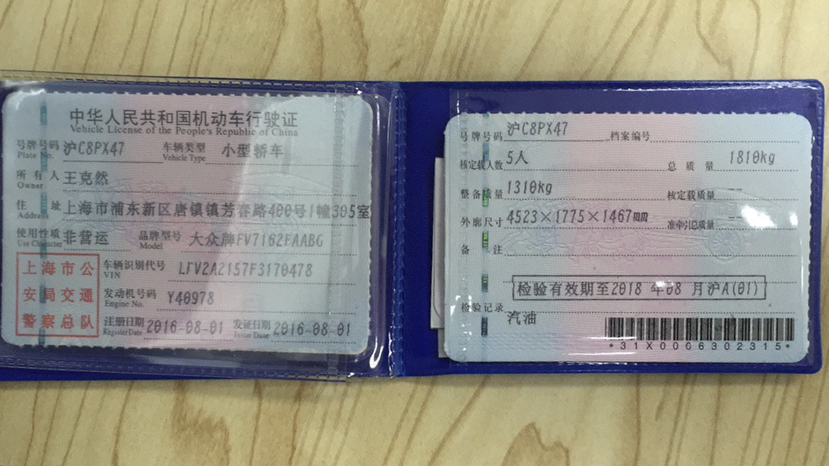 中华人民共和国机动车行驶证
Vehicle License of the People's Republic of China
号牌号码 沪C8PX47 车辆类型 小型轿车
Plate No. Vehicle Type
所有人 王克然
Owner
住址 上海市浦东新区唐镇镇芳春路400号1幢305室
Address
使用性质 非营运 品牌型号 大众牌FV7162FAABG
Use Character Model
上海市公
安局交通
警察总队
车辆识别代号 LFV2A2157F3170478
VIN
发动机号码 Y40978
Engine No.
注册日期 2016-08-01 发证日期 2016-08-01
Register Date Issue Date
号牌号码 沪C8PX47 档案编号
核定载人数 5人 总质量 1810kg
整备质量 1310kg 核定载质量 --
外廓尺寸 4523×1775×1467 准牵引总质量 --
备注
检验有效期至2018年08月沪A(01)
检验记录
汽油
*31X0006302315*